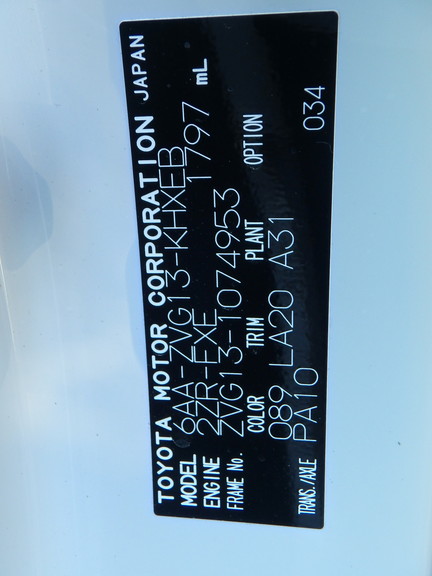 TOYOTA MOTOR CORPORATION JAPAN
MODEL 6AA-ZVG13-KHXEB
ENGINE 2ZR-FXE 1797 mL
FRAME No. ZVG13-1074953
COLOR TRIM PLANT OPTION
089 LA20 A31
TRANS./AXLE PA10 034